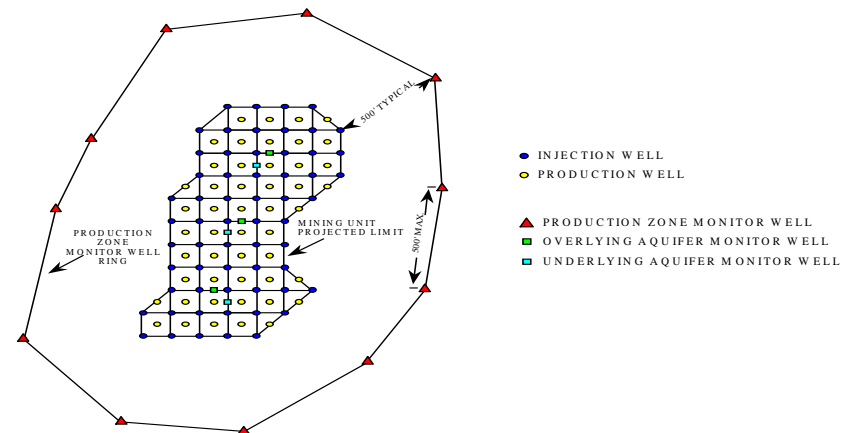 500' TYPICAL
INJECTION WELL
PRODUCTION WELL
500' MAX.
PRODUCTION ZONE MONITOR WELL
OVERLYING AQUIFER MONITOR WELL
UNDERLYING AQUIFER MONITOR WELL
MINING UNIT
PROJECTED LIMIT
PRODUCTION
ZONE
MONITOR WELL
RING